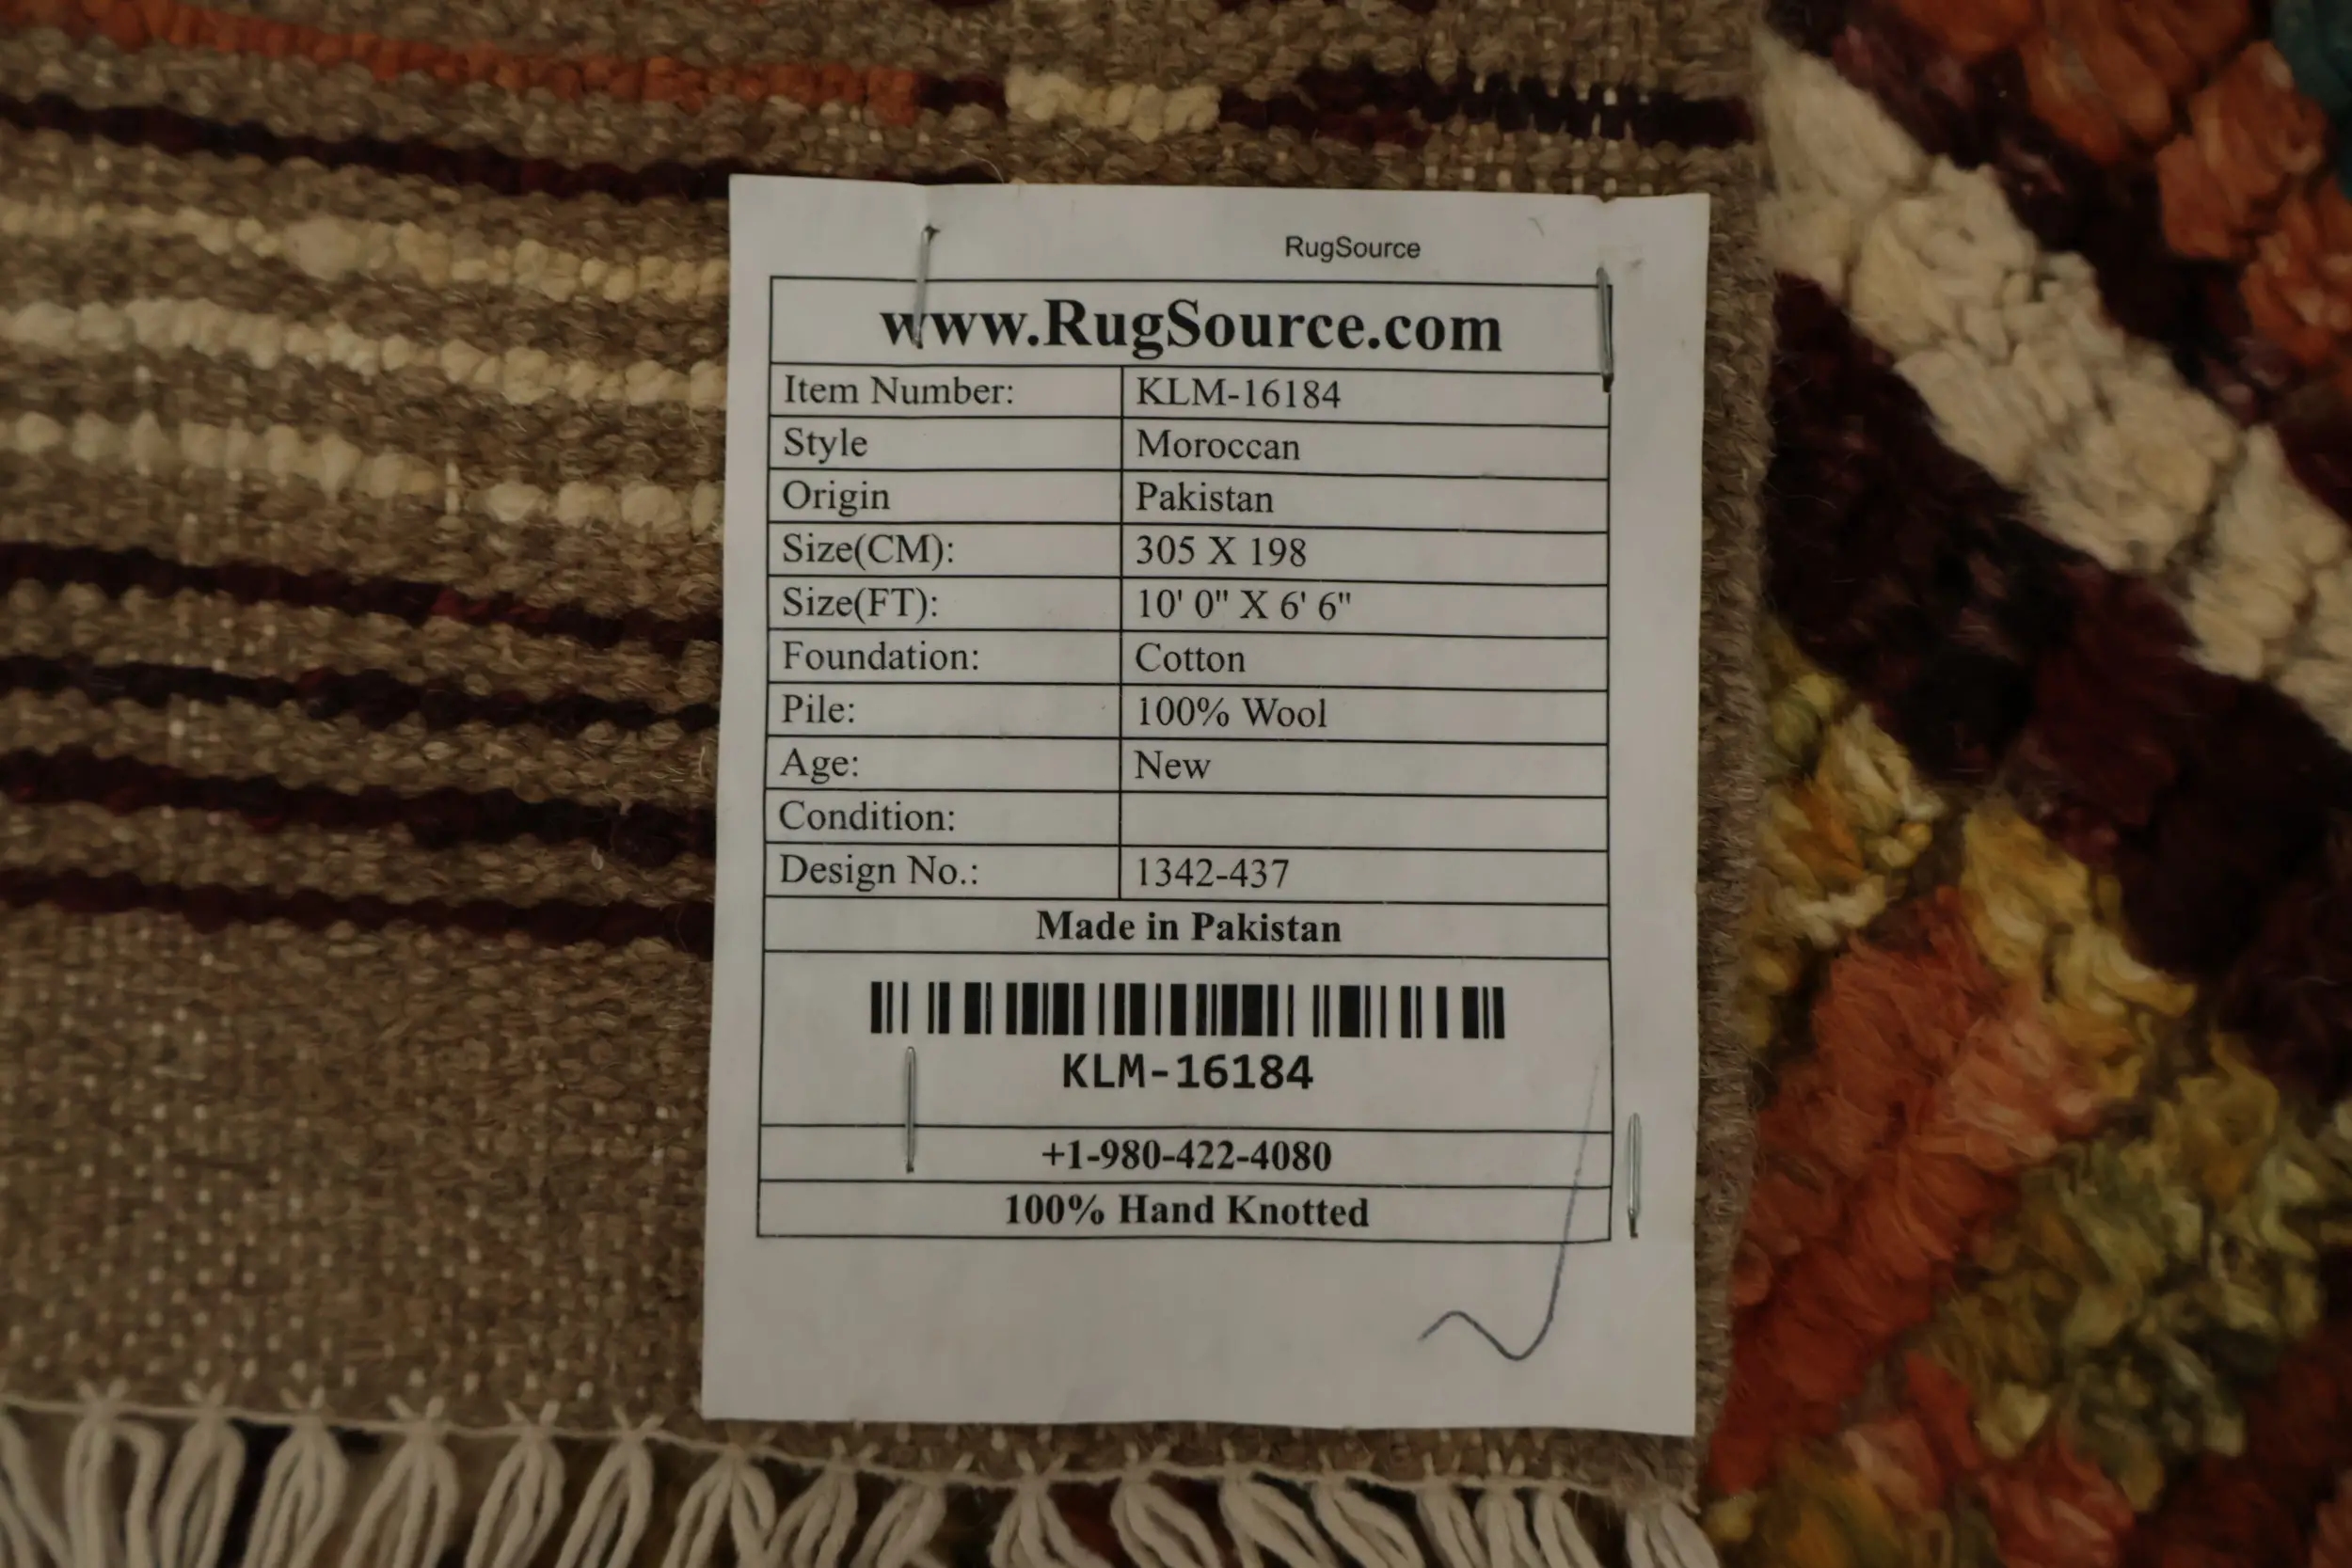 RugSource
www.RugSource.com
Item Number: KLM-16184
Style Moroccan
Origin Pakistan
Size(CM): 305 X 198
Size(FT): 10' 0" X 6' 6"
Foundation: Cotton
Pile: 100% Wool
Age: New
Condition:
Design No.: 1342-437
Made in Pakistan
KLM-16184
+1-980-422-4080
100% Hand Knotted